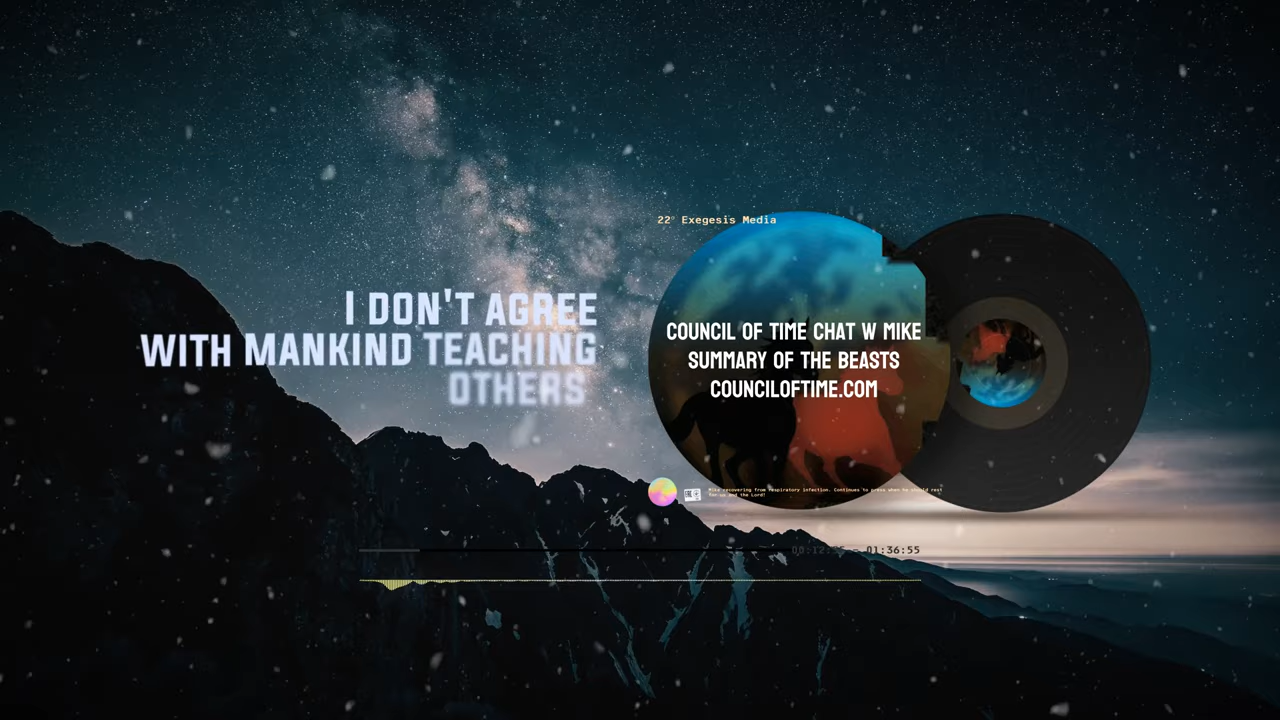 22° Exegesis Media
I DON'T AGREE
WITH MANKIND TEACHING
OTHERS
COUNCIL OF TIME CHAT W MIKE
SUMMARY OF THE BEASTS
COUNCILOFTIME.COM
Mike recovering from respiratory infection. Continues to press when he should rest
for us and the Lord!
01:36:55